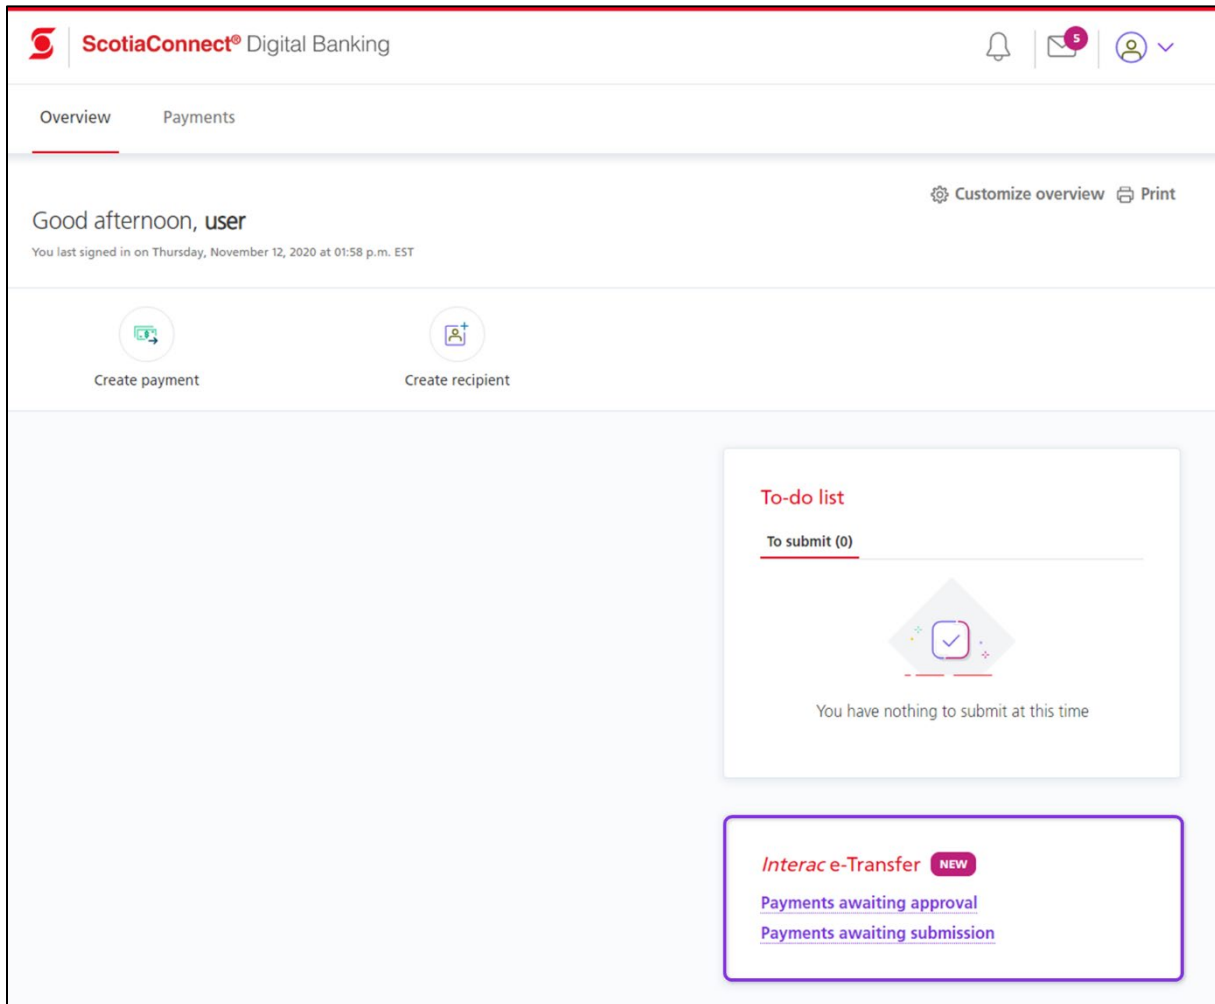 ScotiaConnect® Digital Banking
5
Overview Payments
Customize overview Print
Good afternoon, user
You last signed in on Thursday, November 12, 2020 at 01:58 p.m. EST
Create payment Create recipient
To-do list
To submit (0)
You have nothing to submit at this time
Interac e-Transfer NEW
Payments awaiting approval
Payments awaiting submission